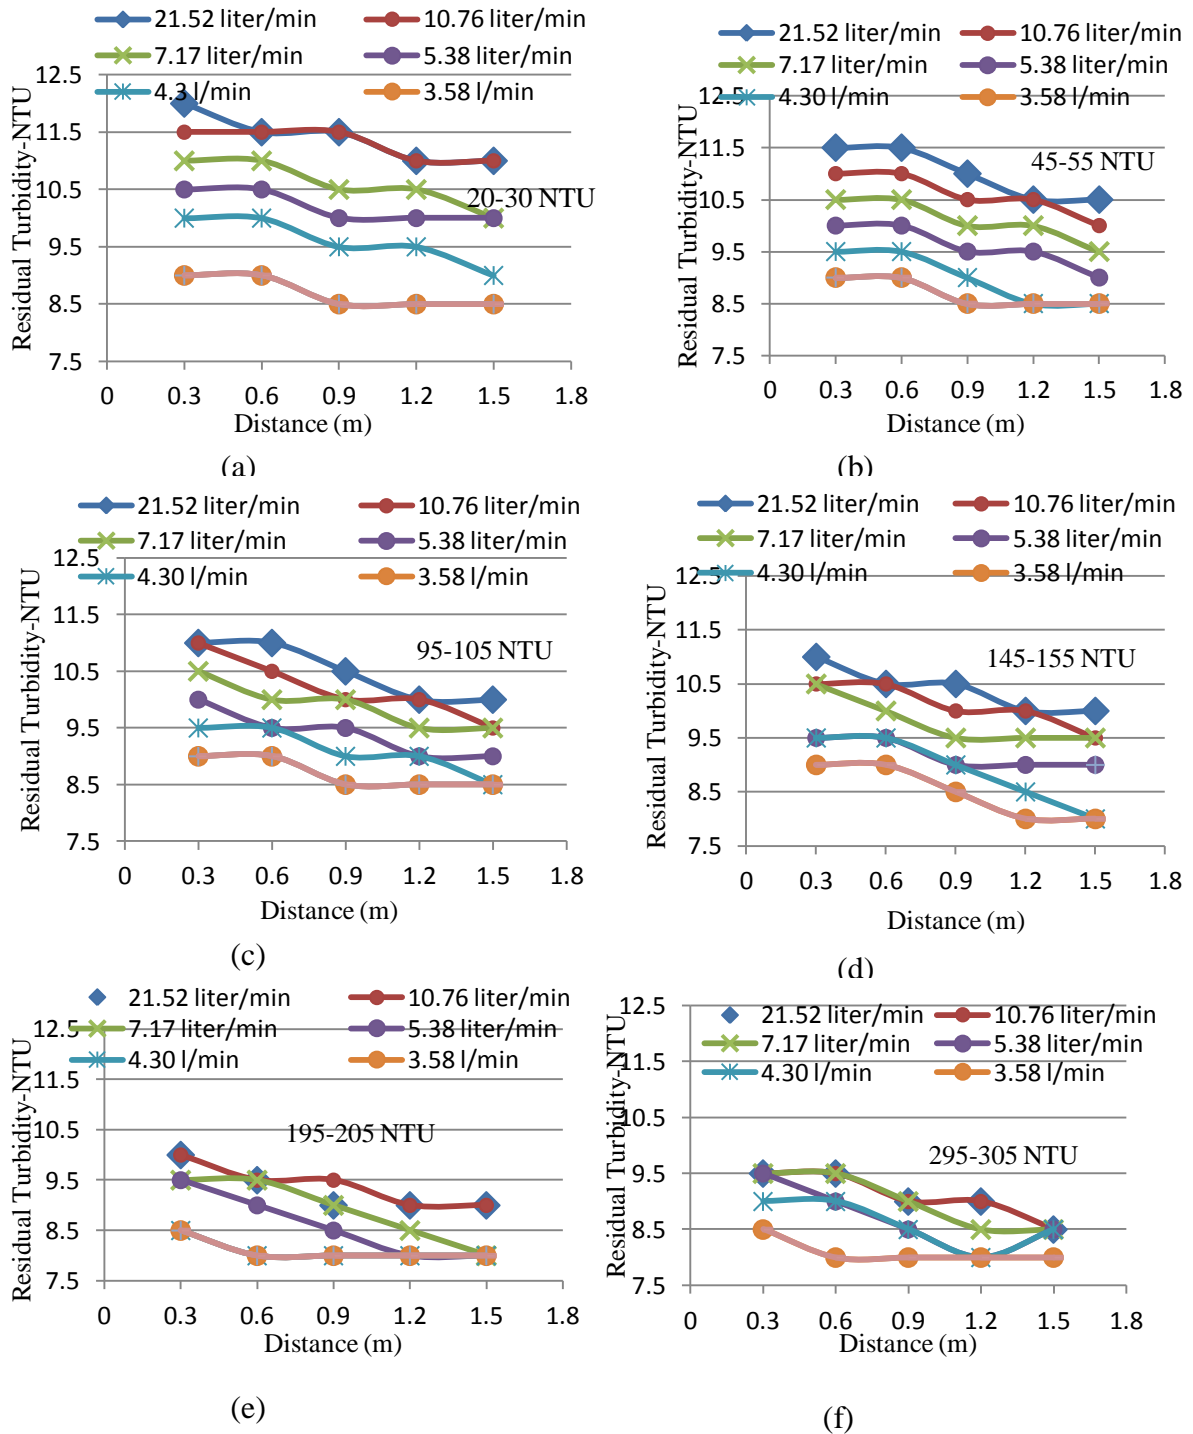 21.52 liter/min 10.76 liter/min
7.17 liter/min 5.38 liter/min
4.3 l/min 3.58 l/min
Residual Turbidity-NTU
12.5
11.5
10.5
9.5
8.5
7.5
20-30 NTU
0 0.3 0.6 0.9 1.2 1.5 1.8
Distance (m)
(a)
21.52 liter/min 10.76 liter/min
7.17 liter/min 5.38 liter/min
4.30 l/min 3.58 l/min
Residual Turbidity-NTU
12.5
11.5
10.5
9.5
8.5
7.5
45-55 NTU
0 0.3 0.6 0.9 1.2 1.5 1.8
Distance (m)
(b)
21.52 liter/min 10.76 liter/min
7.17 liter/min 5.38 liter/min
4.30 l/min 3.58 l/min
Residual Turbidity-NTU
12.5
11.5
10.5
9.5
8.5
7.5
95-105 NTU
0 0.3 0.6 0.9 1.2 1.5 1.8
Distance (m)
(c)
21.52 liter/min 10.76 liter/min
7.17 liter/min 5.38 liter/min
4.30 l/min 3.58 l/min
Residual Turbidity-NTU
12.5
11.5
10.5
9.5
8.5
7.5
145-155 NTU
0 0.3 0.6 0.9 1.2 1.5 1.8
Distance (m)
(d)
21.52 liter/min 10.76 liter/min
7.17 liter/min 5.38 liter/min
4.30 l/min 3.58 l/min
Residual Turbidity-NTU
12.5
11.5
10.5
9.5
8.5
7.5
195-205 NTU
0 0.3 0.6 0.9 1.2 1.5 1.8
Distance (m)
(e)
21.52 liter/min 10.76 liter/min
7.17 liter/min 5.38 liter/min
4.30 l/min 3.58 l/min
Residual Turbidity-NTU
12.5
11.5
10.5
9.5
8.5
7.5
295-305 NTU
0 0.3 0.6 0.9 1.2 1.5 1.8
Distance (m)
(f)